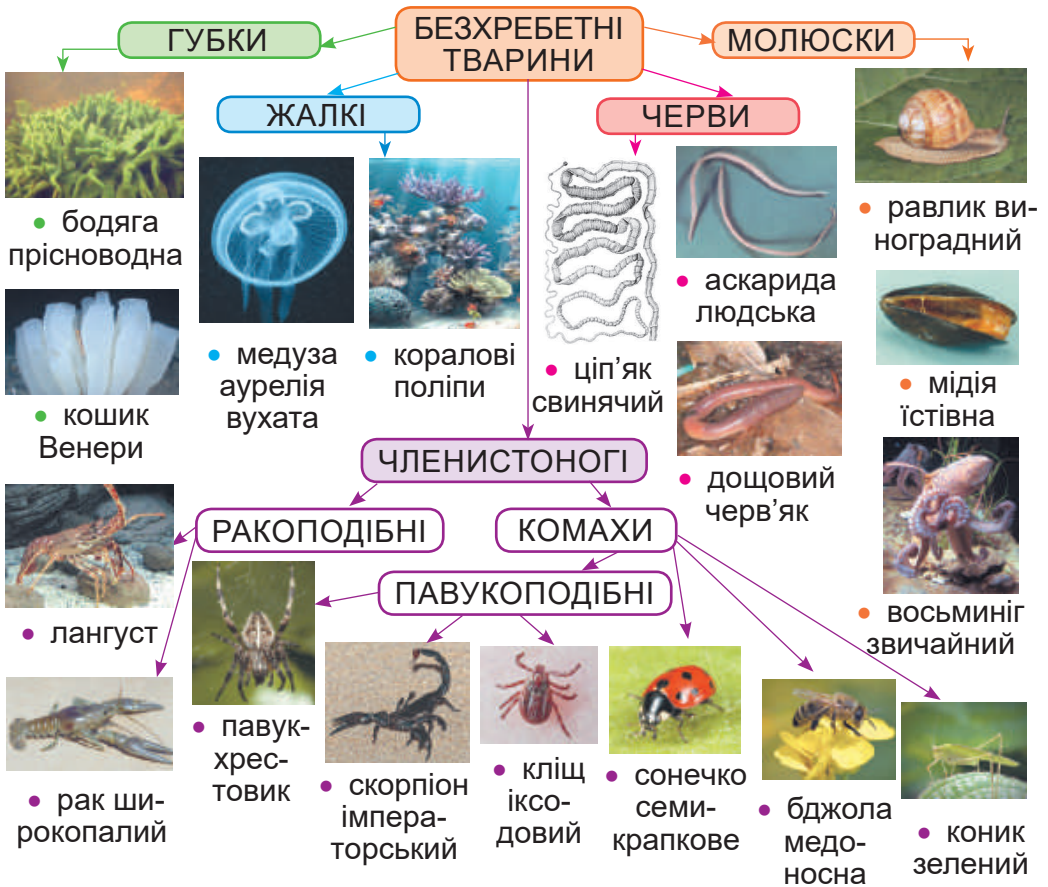 БЕЗХРЕБЕТНІ
ТВАРИНИ
ГУБКИ
• бодяга
прісноводна
• кошик
Венери
ЖАЛКІ
• медуза
аурелія
вухата
• коралові
поліпи
ЧЕРВИ
• ціп'як
свинячий
• аскарида
людська
• дощовий
черв'як
МОЛЮСКИ
• равлик ви-
ноградний
• мідія
їстівна
• восьминіг
звичайний
ЧЛЕНИСТОНОГІ
РАКОПОДІБНІ
• лангуст
• рак ши-
рокопалий
КОМАХИ
ПАВУКОПОДІБНІ
• павук-
хрес-
товик
• скорпіон
імпера-
торський
• кліщ
іксо-
довий
• сонечко
семи-
крапкове
• бджола
медо-
носна
• коник
зелений